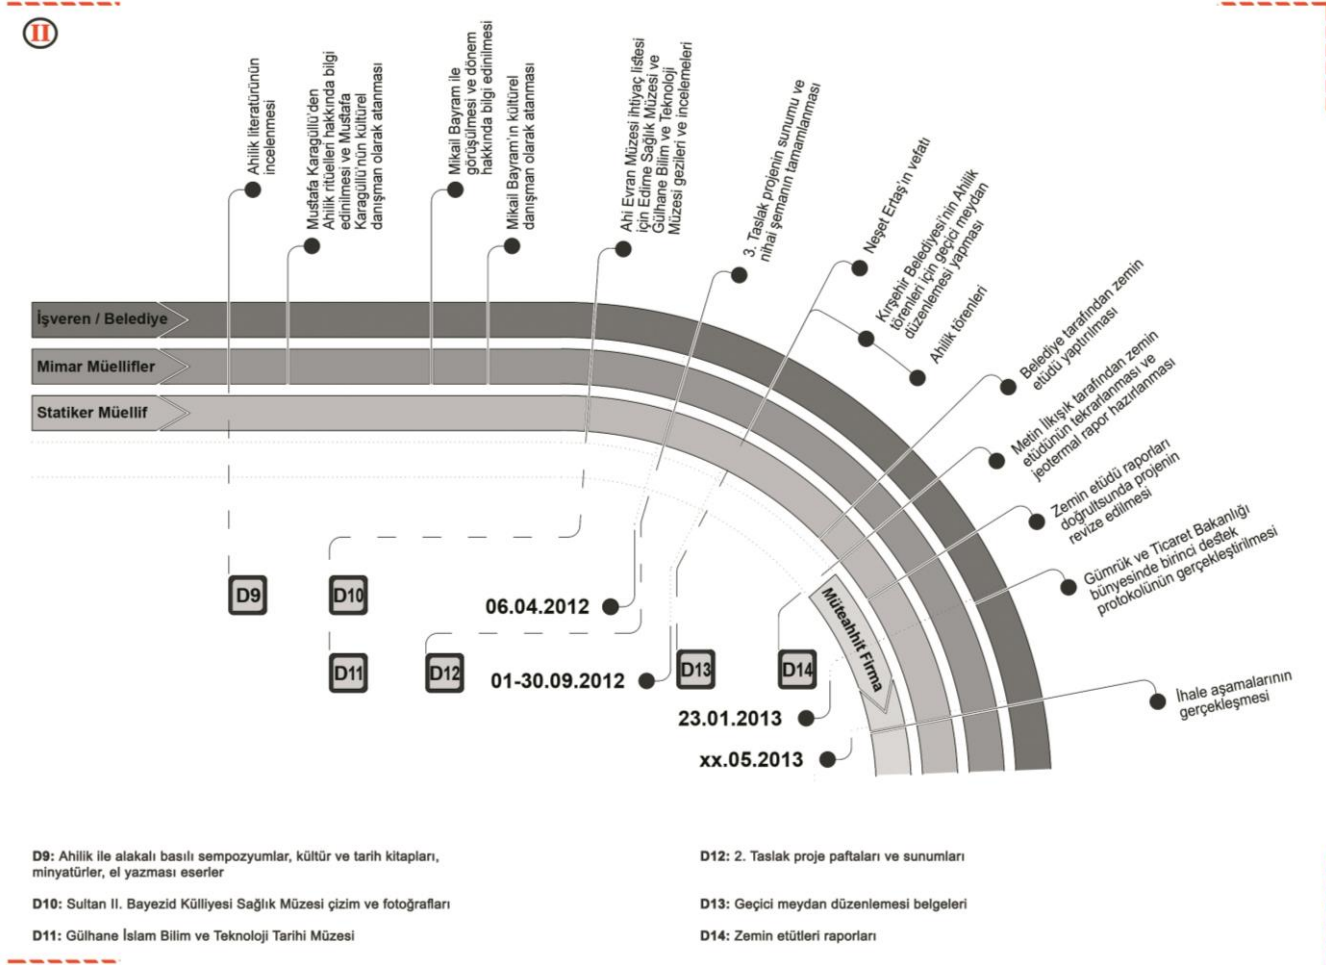 II
Ahilik literatürünün
incelenmesi
Mustafa Karagüllü'den
Ahilik ritüelleri hakkında bilgi
edinilmesi ve Mustafa
Karagüllü'nün kültürel
danışman olarak atanması
Mikail Bayram ile
görüşülmesi ve dönem
hakkında bilgi edinilmesi
Mikail Bayram'ın kültürel
danışman olarak atanması
Ahi Evran Müzesi ihtiyaç listesi
için Edirne Sağlık Müzesi ve
Gülhane Bilim ve Teknoloji
Müzesi gezileri ve incelemeleri
3. Taslak projenin sunumu ve
nihai şemanın tamamlanması
Neşet Ertaş'ın vefatı
Kırşehir Belediyesi'nin Ahilik
törenleri için geçici meydan
düzenlemesi yapması
Ahilik törenleri
Belediye tarafından zemin
etüdü yaptırılması
Metin İlkışık tarafından zemin
etüdünün tekrarlanması ve
jeotermal rapor hazırlanması
Zemin etüdü raporları
doğrultsunda projenin
revize edilmesi
Gümrük ve Ticaret Bakanlığı
bünyesinde birinci destek
protokolünün gerçekleştirilmesi
İhale aşamalarının
gerçekleşmesi
İşveren / Belediye
Mimar Müellifler
Statiker Müellif
Müteahhit Firma
D9
D10
06.04.2012
D11
D12
01-30.09.2012
D13
D14
23.01.2013
xx.05.2013
D9: Ahilik ile alakalı basılı sempozyumlar, kültür ve tarih kitapları,
minyatürler, el yazması eserler
D10: Sultan II. Bayezid Külliyesi Sağlık Müzesi çizim ve fotoğrafları
D11: Gülhane İslam Bilim ve Teknoloji Tarihi Müzesi
D12: 2. Taslak proje paftaları ve sunumları
D13: Geçici meydan düzenlemesi belgeleri
D14: Zemin etütleri raporları